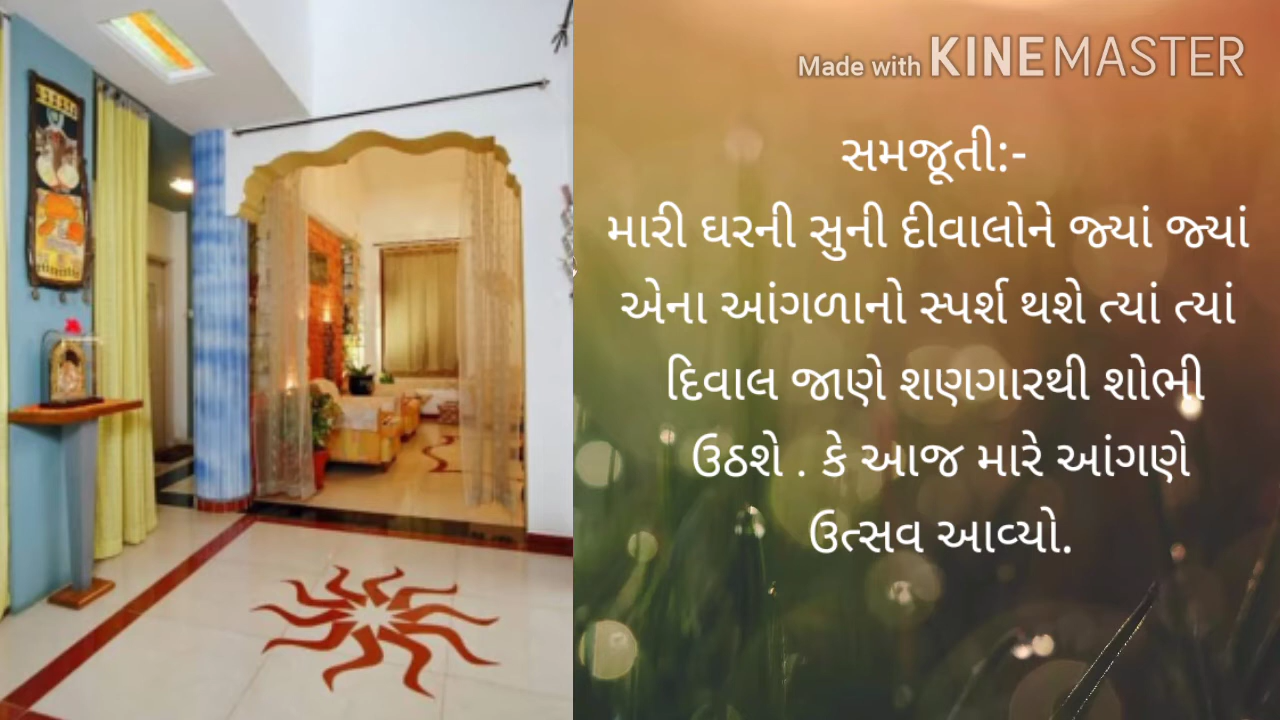 Made with KINEMASTER
સમજૂતી:-
મારી ઘરની સુની દીવાલોને જ્યાં જ્યાં
એના આંગળાનો સ્પર્શ થશે ત્યાં ત્યાં
દિવાલ જાણે શણગારથી શોભી
ઉઠશે . કે આજ મારે આંગણે
ઉત્સવ આવ્યો.